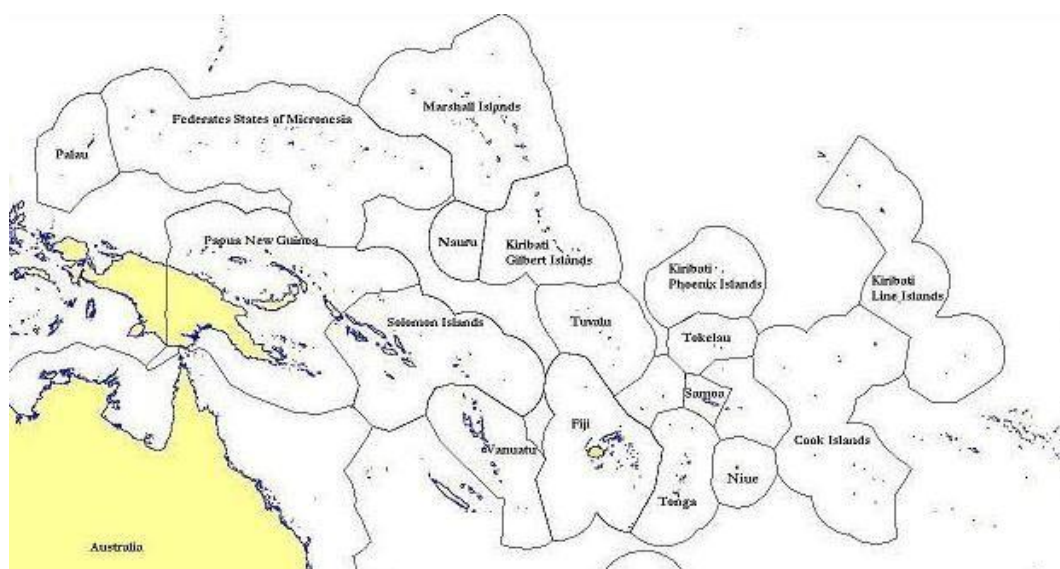 Marshall Islands
Federates States of Micronesia
Palau
Papua New Guinea
Nauru
Kiribati
Gilbert Islands
Kiribati
Phoenix Islands
Kiribati
Line Islands
Solomon Islands
Tuvalu
Tokelau
Samoa
Fiji
Vanuatu
Cook Islands
Niue
Tonga
Australia